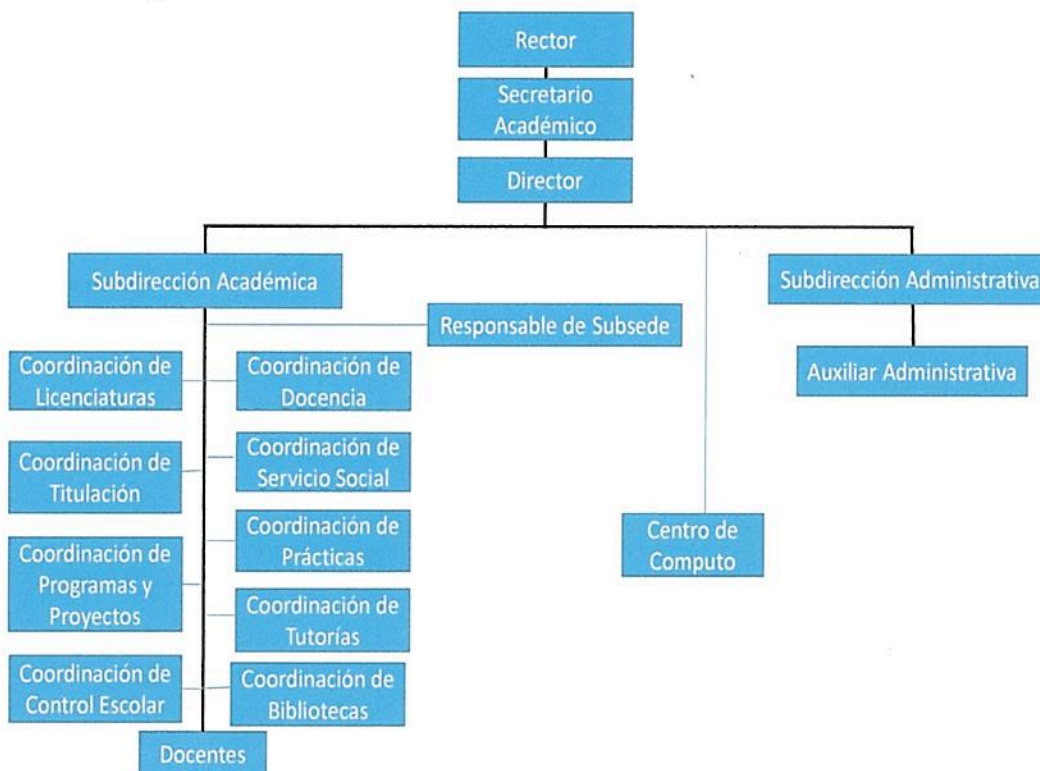 Rector
Secretario
Académico
Director
Subdirección Académica
Subdirección Administrativa
Responsable de Subsede
Auxiliar Administrativa
Coordinación de
Licenciaturas
Coordinación de
Docencia
Coordinación de
Titulación
Coordinación de
Servicio Social
Coordinación de
Programas y
Proyectos
Coordinación de
Prácticas
Centro de
Computo
Coordinación de
Tutorías
Coordinación de
Control Escolar
Coordinación de
Bibliotecas
Docentes